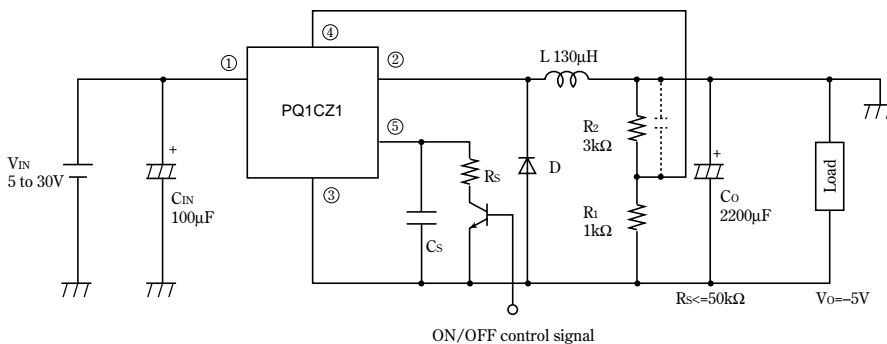 ④
①
②
L 130µH
PQ1CZ1
⑤
R2
3kΩ
VIN
5 to 30V
+
CIN
100µF
③
RS
D
CS
R1
1kΩ
+
CO
2200µF
Load
RS<=50kΩ
VO=–5V
ON/OFF control signal